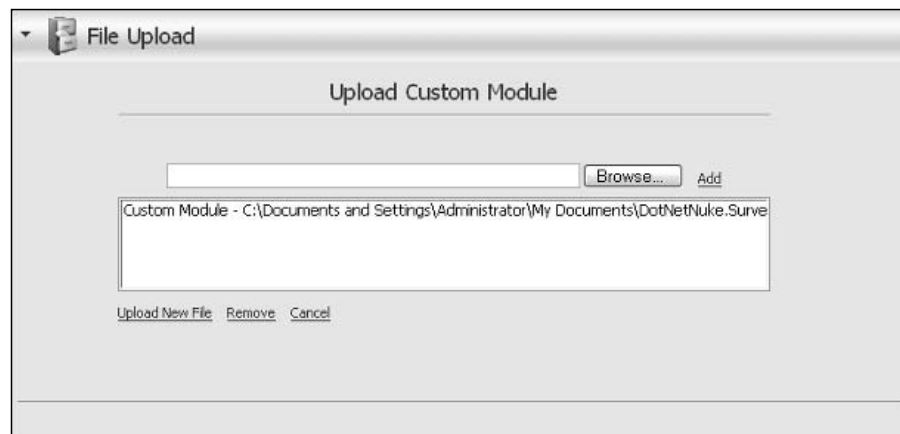 File Upload
Upload Custom Module
Browse... Add
Custom Module - C:\Documents and Settings\Administrator\My Documents\DotNetNuke.Surve
Upload New File Remove Cancel